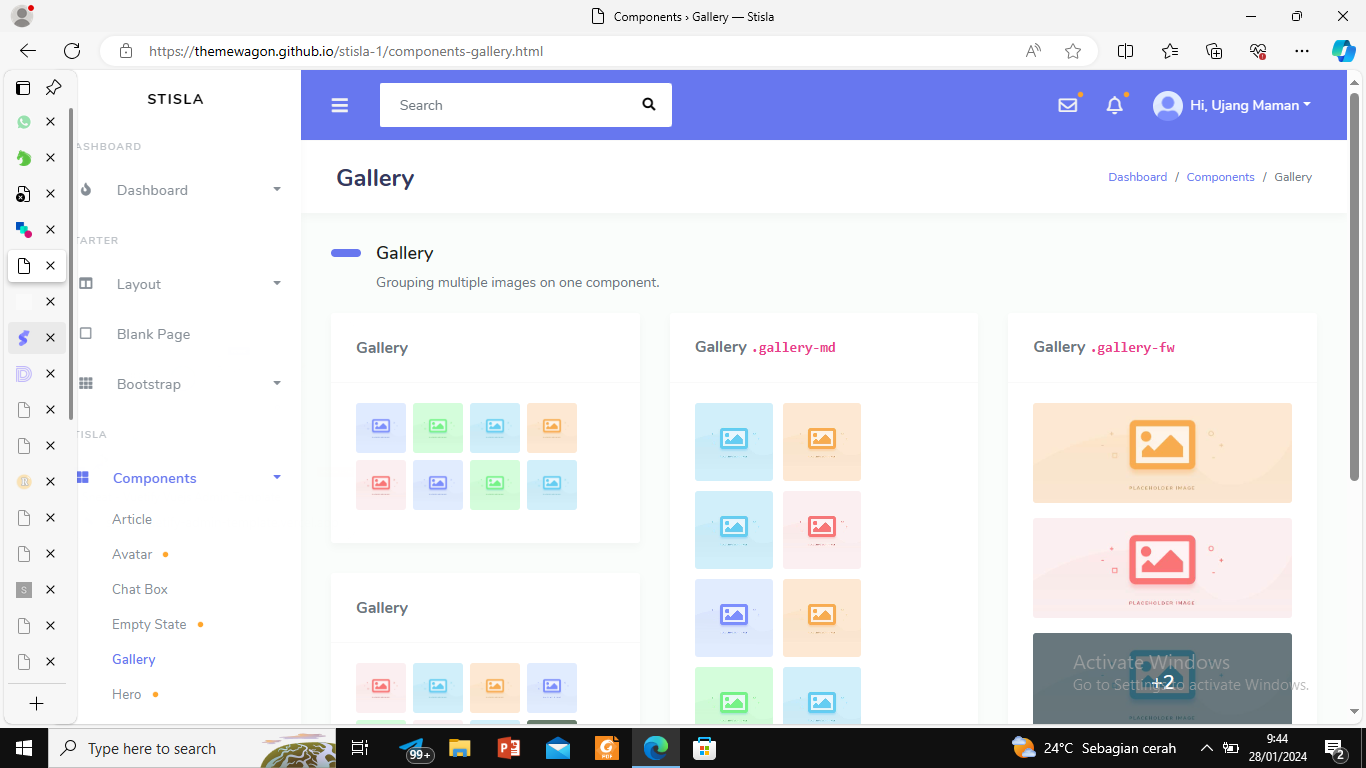 Components › Gallery — Stisla
https://themewagon.github.io/stisla-1/components-gallery.html
STISLA
Search
Hi, Ujang Maman
ASHBOARD
Dashboard
TARTER
Layout
Blank Page
Bootstrap
TISLA
Components
Article
Avatar
Chat Box
Empty State
Gallery
Hero
Gallery
Dashboard / Components / Gallery
Gallery
Grouping multiple images on one component.
Gallery
Gallery
Gallery .gallery-md
Gallery .gallery-fw
PLACEHOLDER IMAGE
PLACEHOLDER IMAGE
+2
Activate Windows
Go to Settings to activate Windows.
Type here to search
99+
24°C Sebagian cerah
9:44
28/01/2024
2